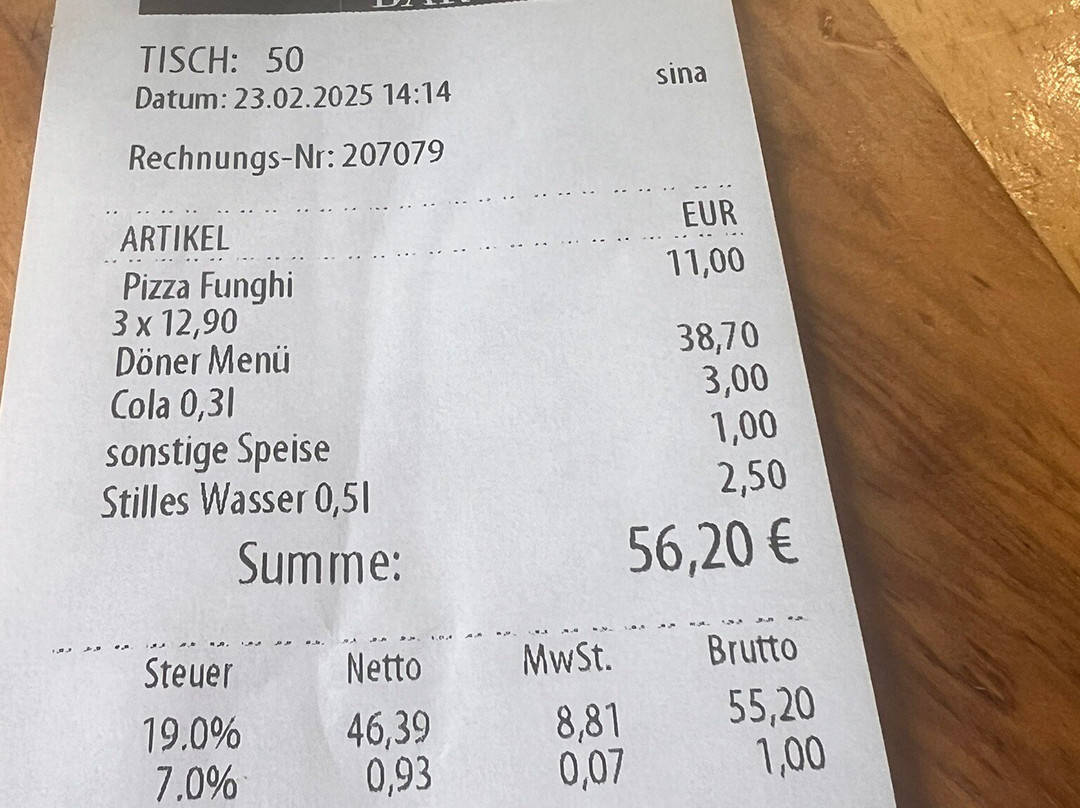 TISCH: 50
Datum: 23.02.2025 14:14 sina
Rechnungs-Nr: 207079
ARTIKEL EUR
Pizza Funghi 11,00
3 x 12,90
Döner Menü 38,70
Cola 0,3l 3,00
sonstige Speise 1,00
Stilles Wasser 0,5l 2,50
Summe: 56,20 €
Steuer Netto MwSt. Brutto
19.0% 46,39 8,81 55,20
7.0% 0,93 0,07 1,00